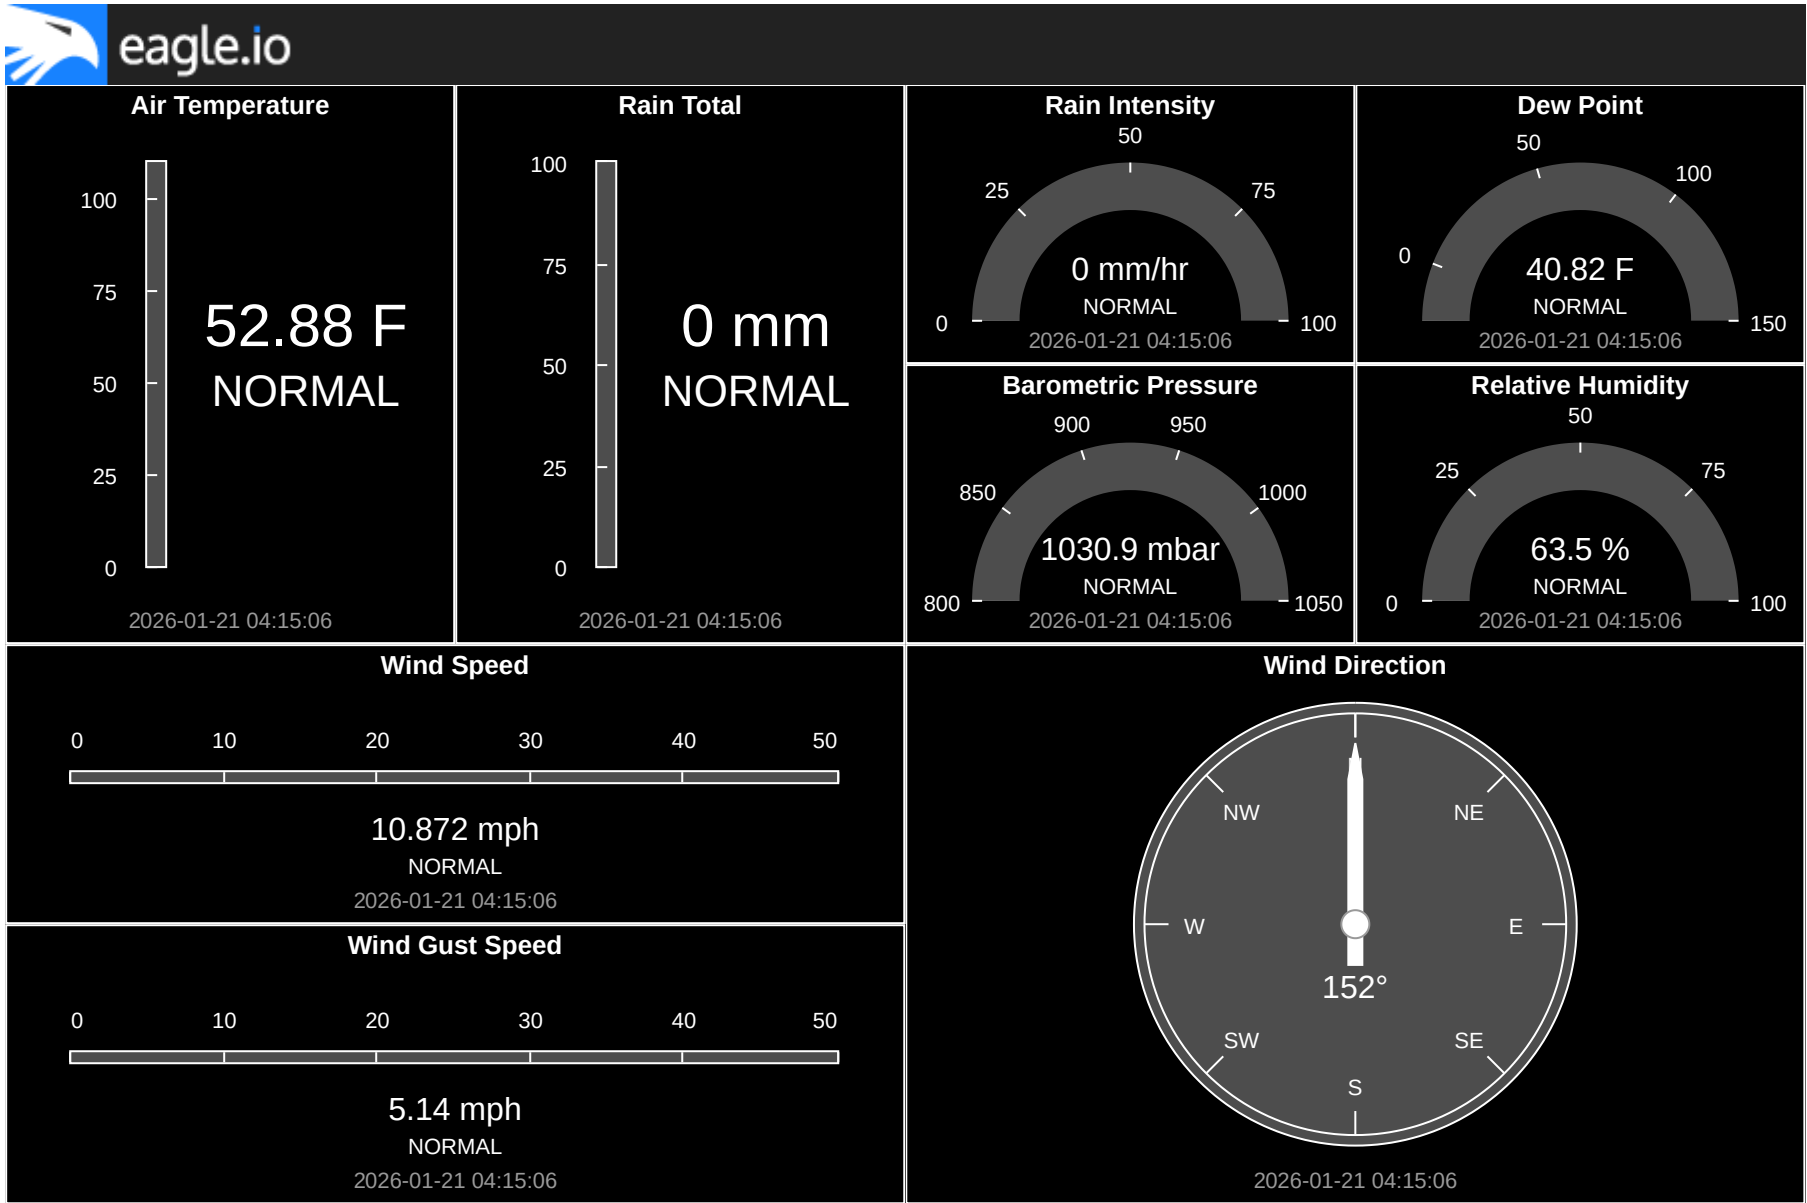 eagle.io
Air Temperature
100
75
50
25
0
52.88 F
NORMAL
2026-01-21 04:15:06
Rain Total
100
75
50
25
0
0 mm
NORMAL
2026-01-21 04:15:06
Rain Intensity
50
25
75
0
100
0 mm/hr
NORMAL
2026-01-21 04:15:06
Dew Point
50
100
0
150
40.82 F
NORMAL
2026-01-21 04:15:06
Barometric Pressure
900
950
850
1000
800
1050
1030.9 mbar
NORMAL
2026-01-21 04:15:06
Relative Humidity
50
25
75
0
100
63.5 %
NORMAL
2026-01-21 04:15:06
Wind Speed
0 10 20 30 40 50
10.872 mph
NORMAL
2026-01-21 04:15:06
Wind Gust Speed
0 10 20 30 40 50
5.14 mph
NORMAL
2026-01-21 04:15:06
Wind Direction
NW
NE
W
E
152°
SW
SE
S
2026-01-21 04:15:06